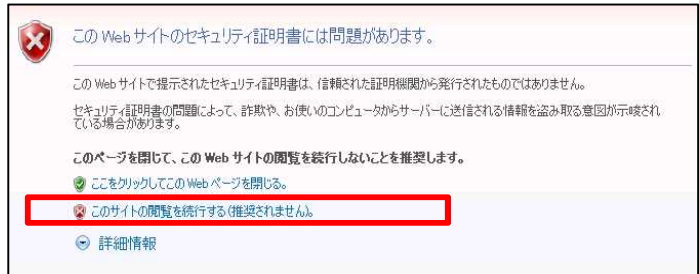 この Web サイトのセキュリティ証明書には問題があります。
この Web サイトで提示されたセキュリティ証明書は、信頼された証明機関から発行されたものではありません。
セキュリティ証明書の問題によって、詐欺や、お使いのコンピュータからサーバーに送信される情報を盗み取る意図が示唆され
ている場合があります。
このページを閉じて、この Web サイトの閲覧を続行しないことを推奨します。
ここをクリックしてこの Web ページを閉じる。
このサイトの閲覧を続行する (推奨されません)。
詳細情報